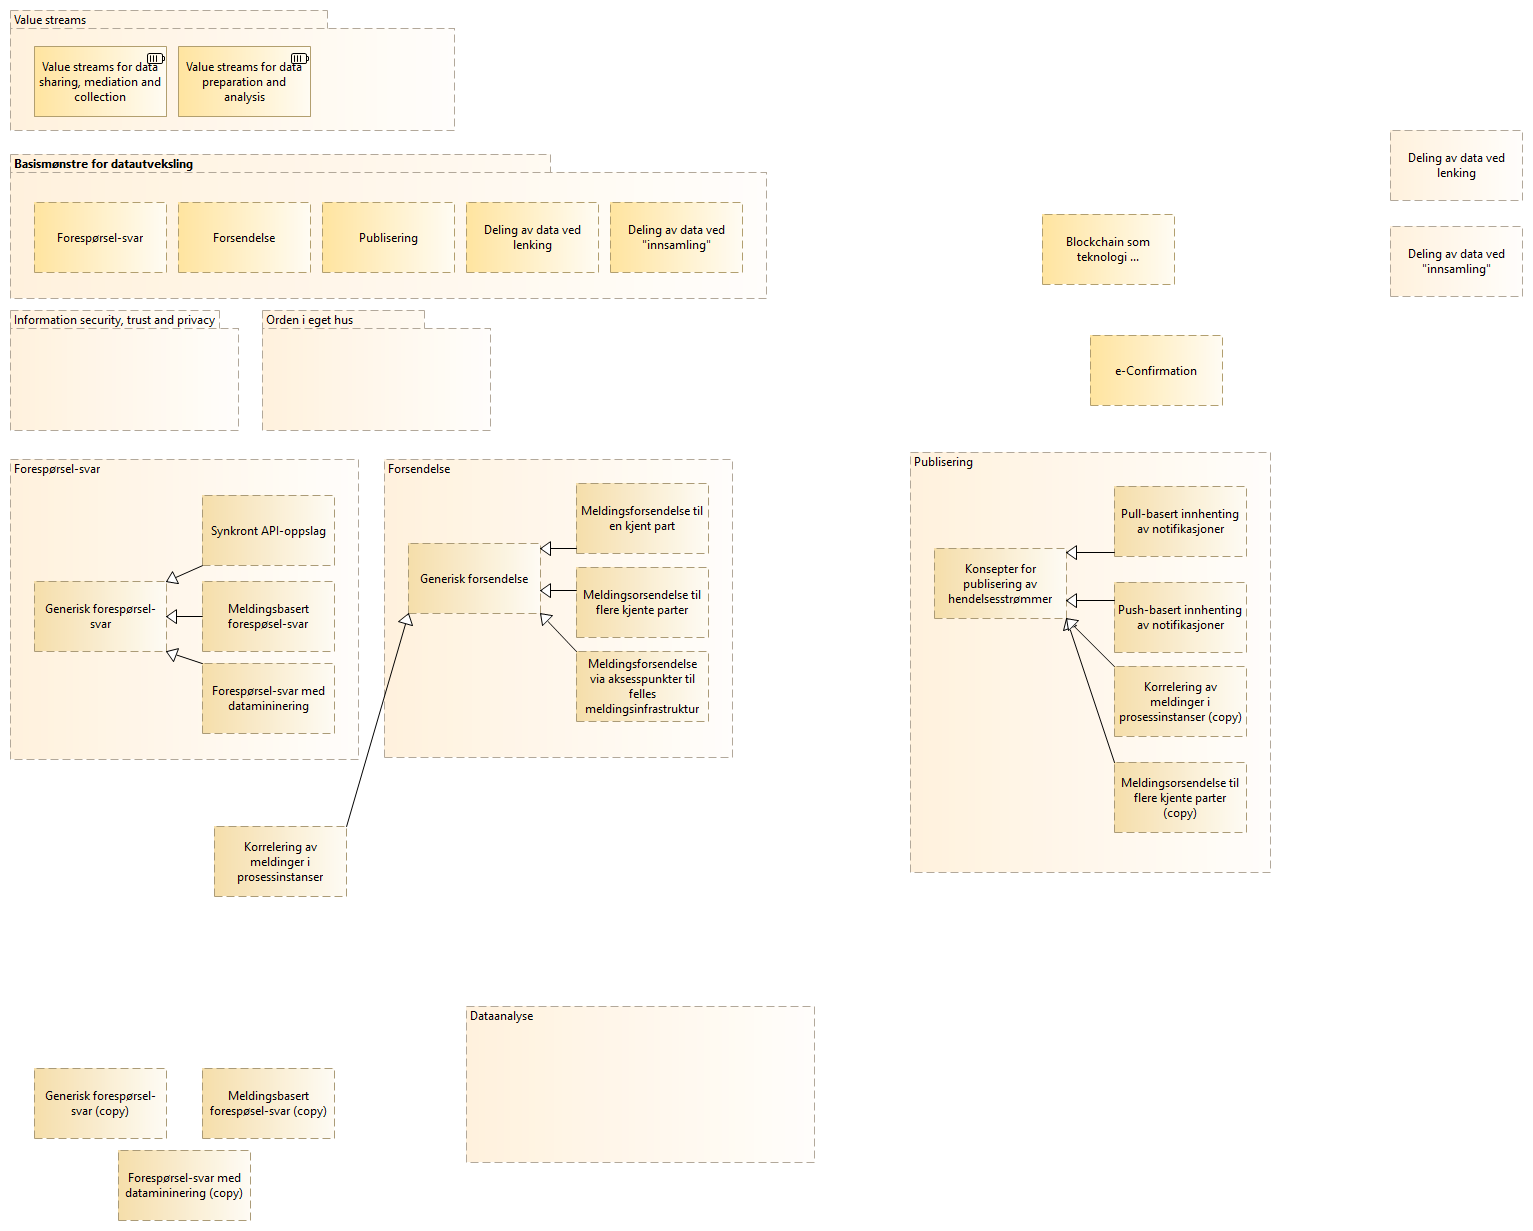 Value streams
Value streams for data
sharing, mediation and
collection
Value streams for data
preparation and
analysis
Basismønstre for datautveksling
Forespørsel-svar
Forsendelse
Publisering
Deling av data ved
lenking
Deling av data ved
"innsamling"
Blockchain som
teknologi ...
Deling av data ved
lenking
Deling av data ved
"innsamling"
Information security, trust and privacy
Orden i eget hus
e-Confirmation
Forespørsel-svar
Synkront API-oppslag
Generisk forespørsel-
svar
Meldingsbasert
forespøsel-svar
Forespørsel-svar med
datamininering
Forsendelse
Meldingsforsendelse til
en kjent part
Generisk forsendelse
Meldingsorsendelse til
flere kjente parter
Meldingsforsendelse
via aksesspunkter til
felles
meldingsinfrastruktur
Publisering
Pull-basert innhenting
av notifikasjoner
Konsepter for
publisering av
hendelsesstrømmer
Push-basert innhenting
av notifikasjoner
Korrelering av
meldinger i
prosessinstanser (copy)
Meldingsorsendelse til
flere kjente parter
(copy)
Korrelering av
meldinger i
prosessinstanser
Dataanalyse
Generisk forespørsel-
svar (copy)
Meldingsbasert
forespøsel-svar (copy)
Forespørsel-svar med
datamininering (copy)